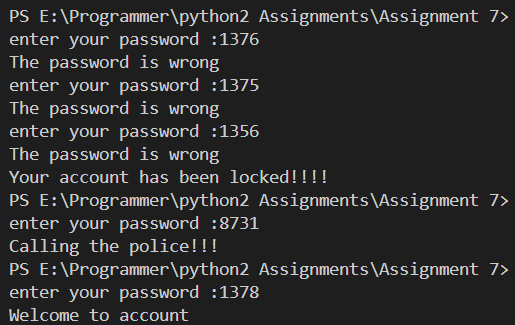 PS E:\Programmer\python2 Assignments\Assignment 7>
enter your password :1376
The password is wrong
enter your password :1375
The password is wrong
enter your password :1356
The password is wrong
Your account has been locked!!!!
PS E:\Programmer\python2 Assignments\Assignment 7>
enter your password :8731
Calling the police!!!
PS E:\Programmer\python2 Assignments\Assignment 7>
enter your password :1378
Welcome to account